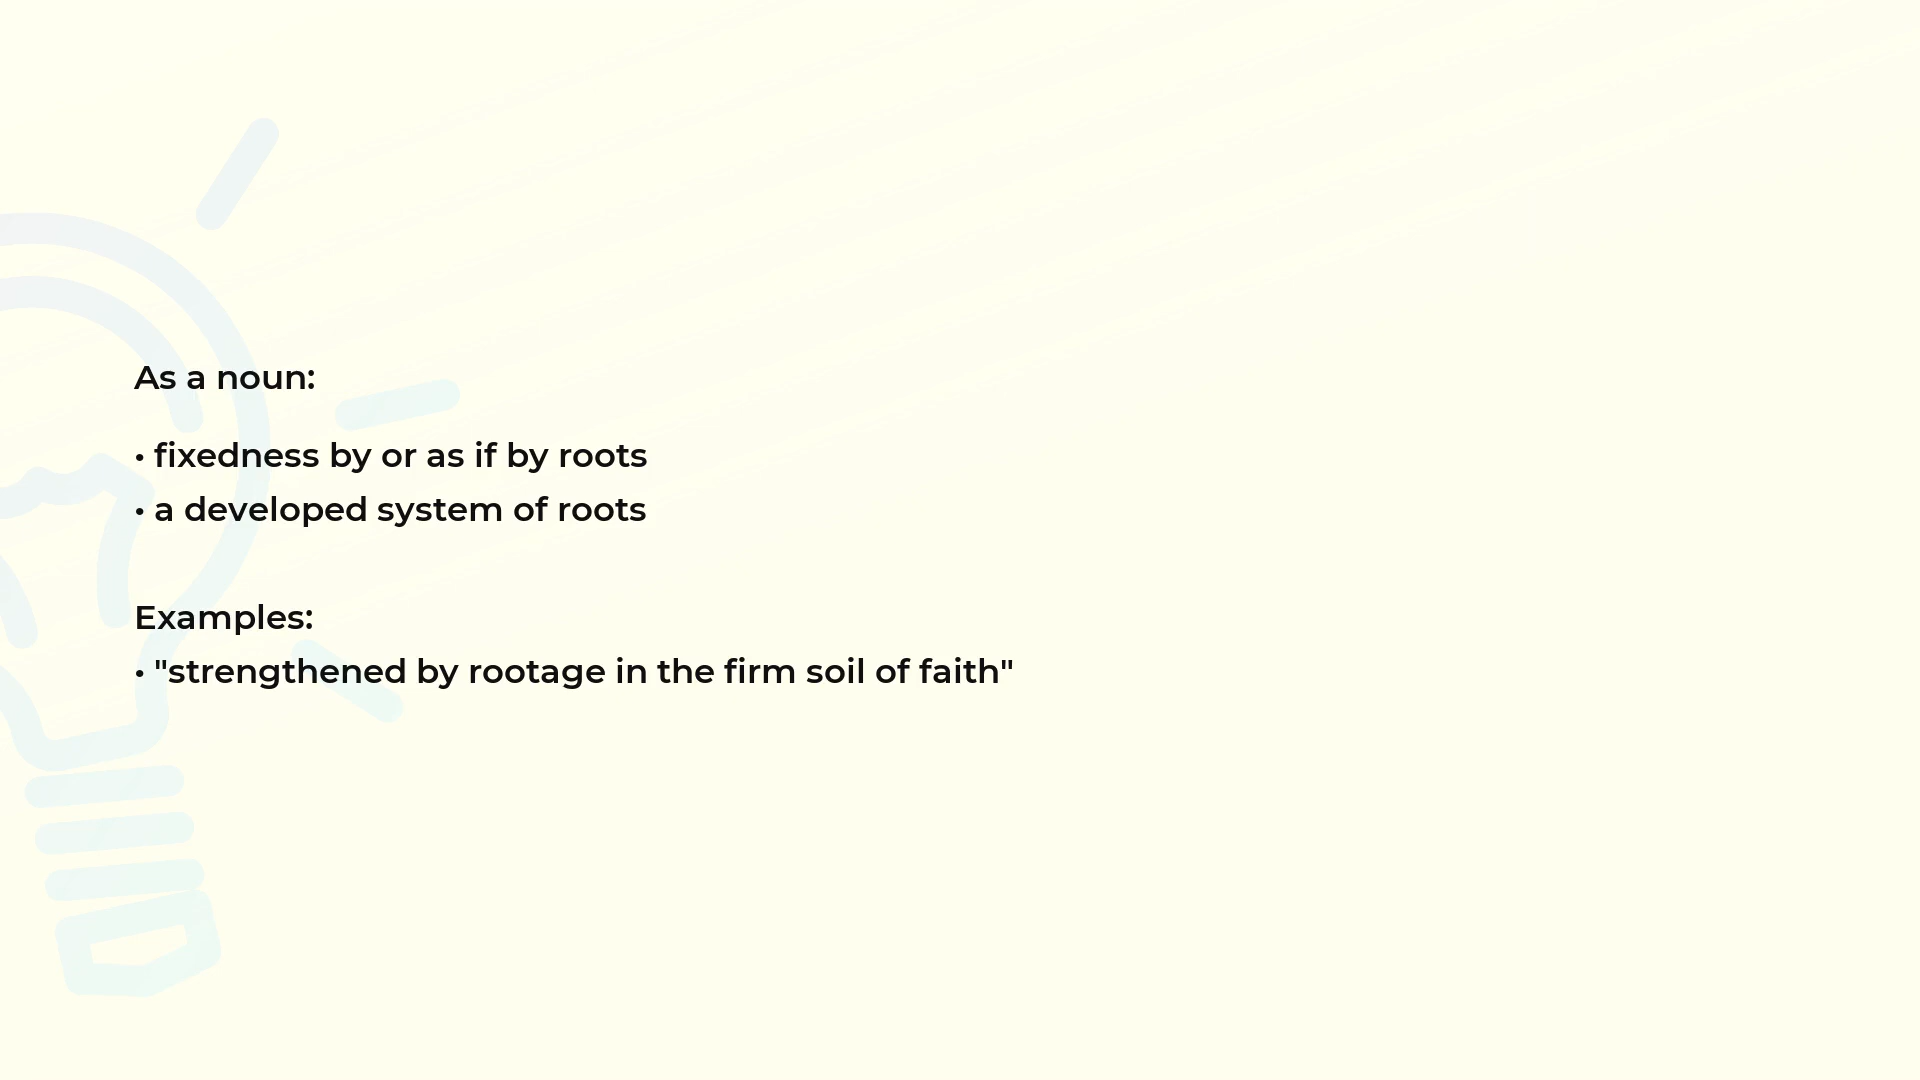 As a noun:
• fixedness by or as if by roots
• a developed system of roots
Examples:
• "strengthened by rootage in the firm soil of faith"